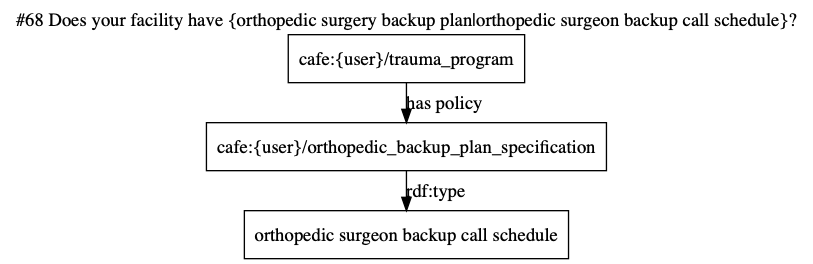 #68 Does your facility have {orthopedic surgery backup plan|orthopedic surgeon backup call schedule}?
cafe:{user}/trauma_program
has policy
cafe:{user}/orthopedic_backup_plan_specification
rdf:type
orthopedic surgeon backup call schedule